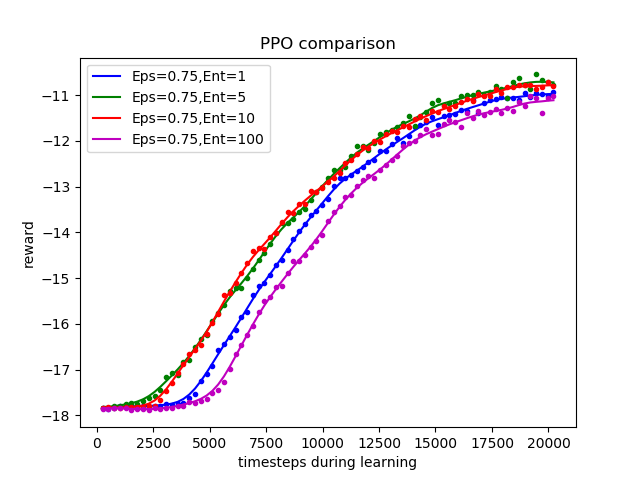 PPO comparison
Eps=0.75,Ent=1
Eps=0.75,Ent=5
Eps=0.75,Ent=10
Eps=0.75,Ent=100
−11
−12
−13
−14
−15
−16
−17
−18
reward
0 2500 5000 7500 10000 12500 15000 17500 20000
timesteps during learning